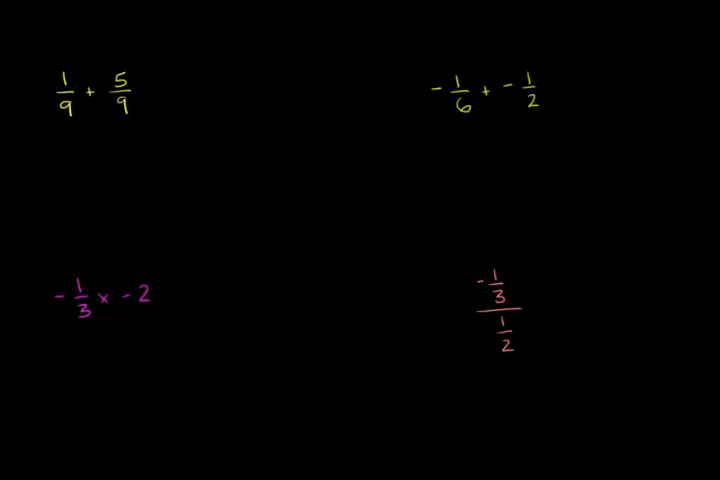 1/9 + 5/9
-1/6 + -1/2
-1/3 x -2
-1/3
1/2